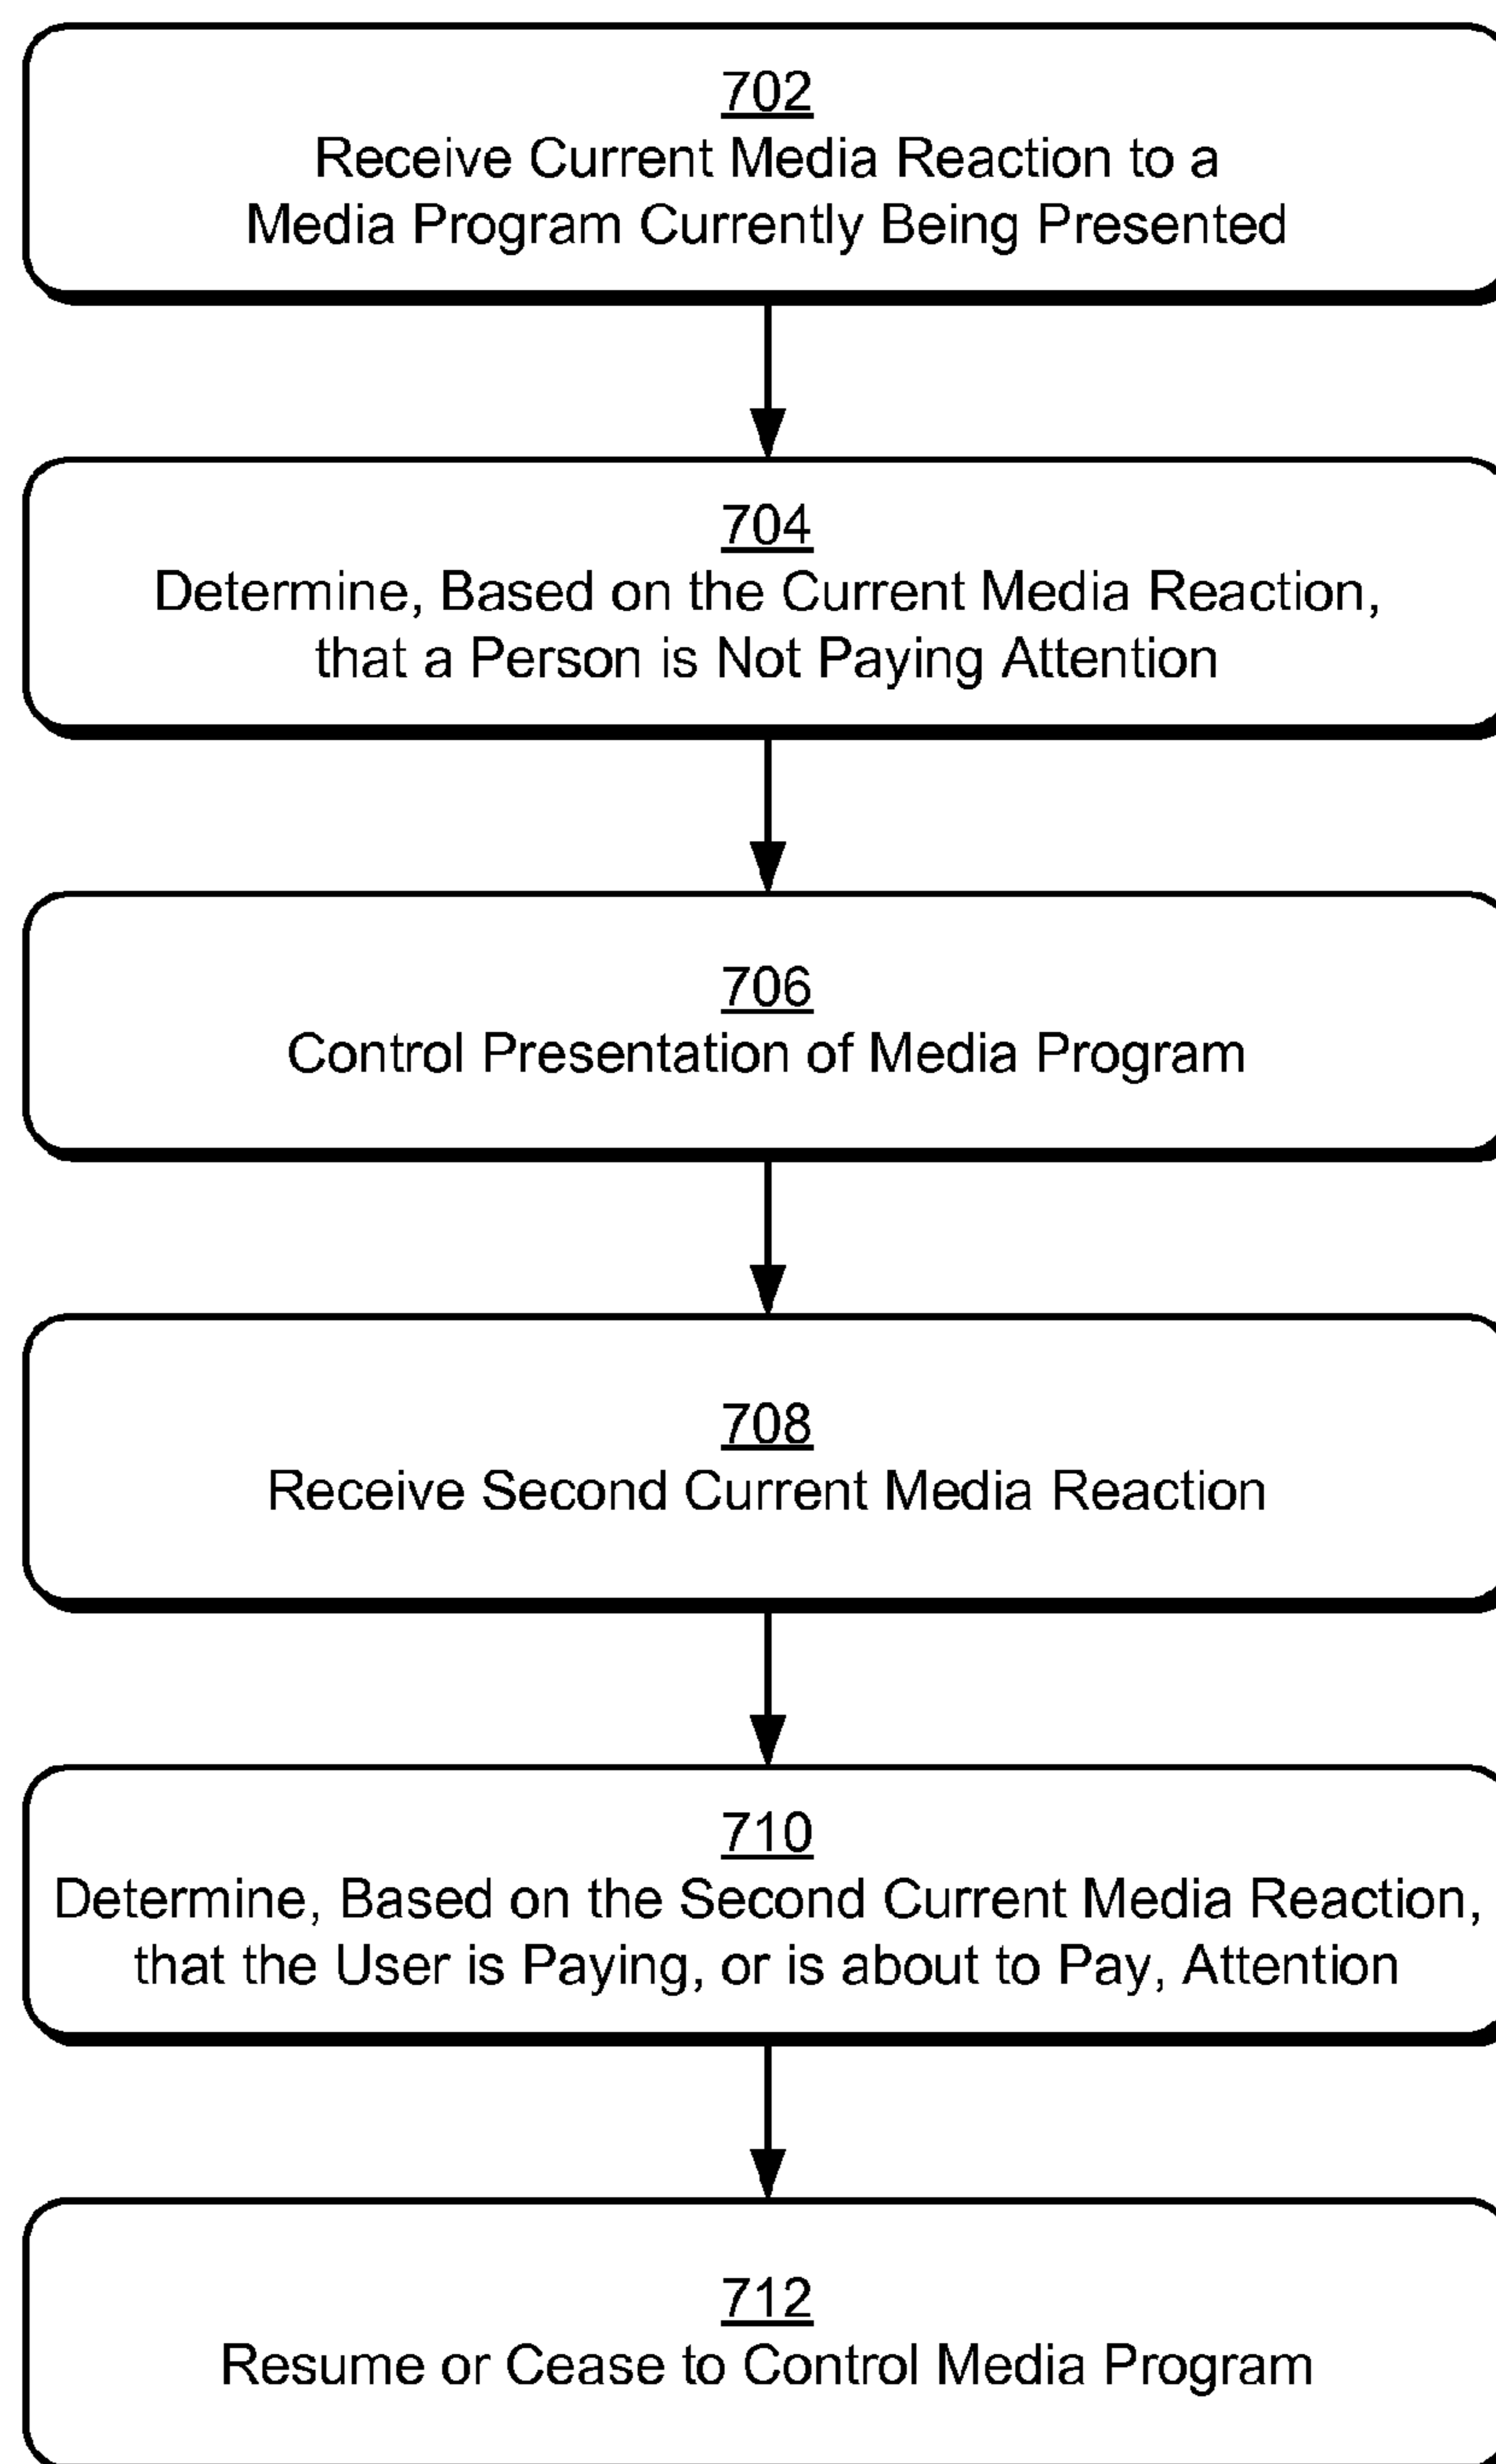 702
Receive Current Media Reaction to a
Media Program Currently Being Presented
704
Determine, Based on the Current Media Reaction,
that a Person is Not Paying Attention
706
Control Presentation of Media Program
708
Receive Second Current Media Reaction
710
Determine, Based on the Second Current Media Reaction,
that the User is Paying, or is about to Pay, Attention
712
Resume or Cease to Control Media Program